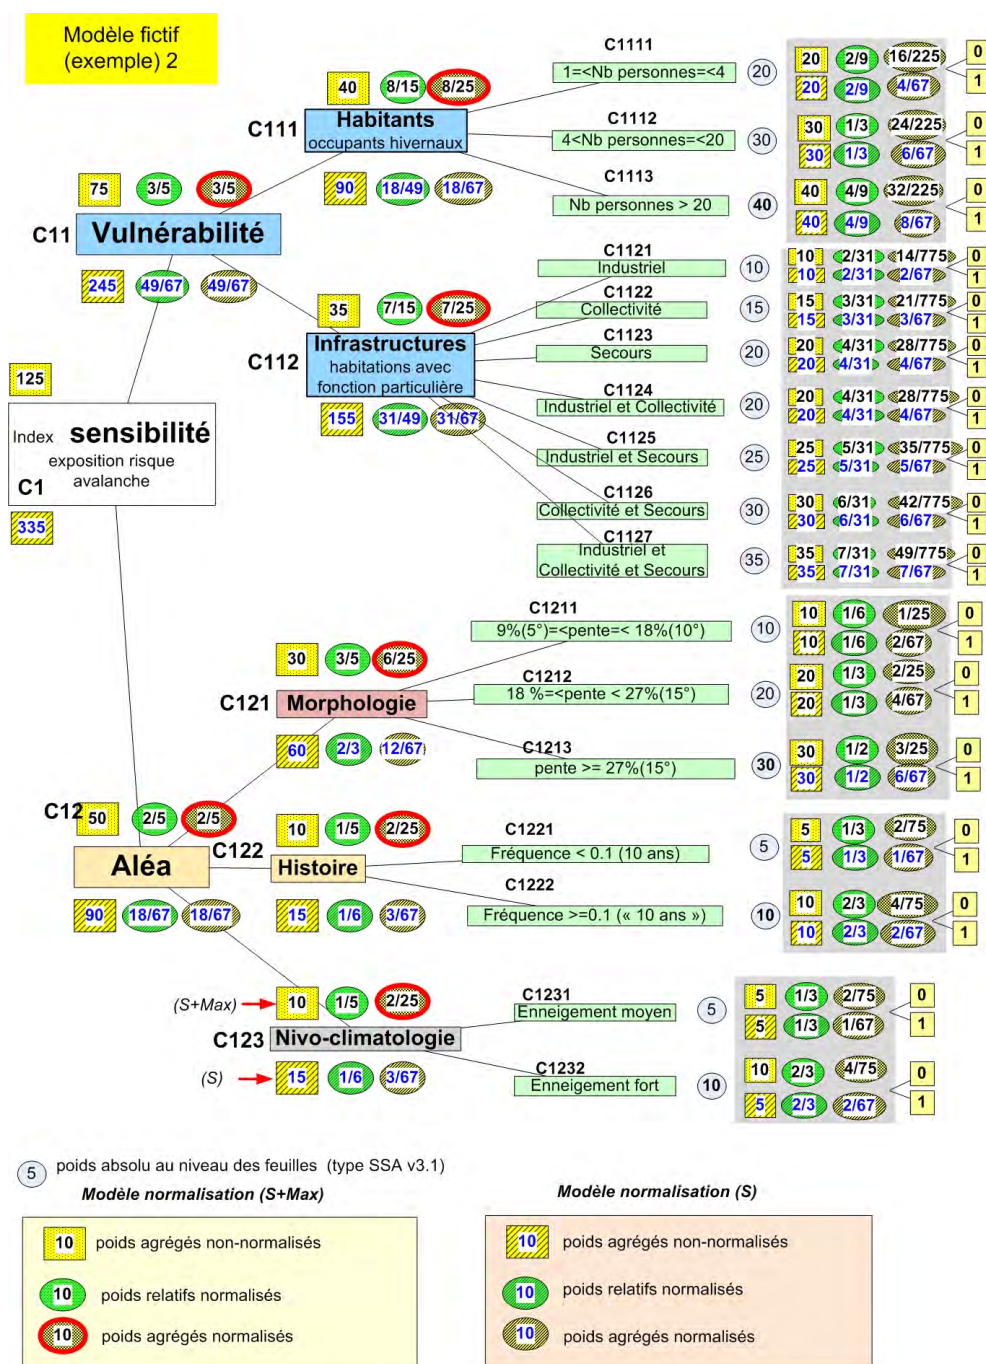 Modèle fictif
(exemple) 2
C1111
1=<Nb personnes=<4
20
20 2/9 16/225
20 2/9 4/67
0
1
40 8/15 8/25
C111
Habitants
occupants hivernaux
90 18/49 18/67
C1112
4<Nb personnes=<20
30
30 1/3 24/225
30 1/3 6/67
0
1
C1113
Nb personnes > 20
40
40 4/9 32/225
40 4/9 8/67
0
1
75 3/5 3/5
C11
Vulnérabilité
245 49/67 49/67
C1121
Industriel
10
10 2/31 14/775
10 2/31 2/67
0
1
C1122
Collectivité
15
15 3/31 21/775
15 3/31 3/67
0
1
35 7/15 7/25
C112
Infrastructures
habitations avec
fonction particulière
155 31/49 31/67
C1123
Secours
20
20 4/31 28/775
20 4/31 4/67
0
1
C1124
Industriel et Collectivité
20
20 4/31 28/775
20 4/31 4/67
0
1
C1125
Industriel et Secours
25
25 5/31 35/775
25 5/31 5/67
0
1
C1126
Collectivité et Secours
30
30 6/31 42/775
30 6/31 6/67
0
1
C1127
Industriel et
Collectivité et Secours
35
35 7/31 49/775
35 7/31 7/67
0
1
125
Index sensibilité
exposition risque
avalanche
C1
335
C1211
9%(5°)=<pente=< 18%(10°)
10
10 1/6 1/25
10 1/6 2/67
0
1
30 3/5 6/25
C121
Morphologie
60 2/3 12/67
C1212
18 %=<pente < 27%(15°)
20
20 1/3 2/25
20 1/3 4/67
0
1
C1213
pente >= 27%(15°)
30
30 1/2 3/25
30 1/2 6/67
0
1
C12
50 2/5 2/5
Aléa
90 18/67 18/67
10 1/5 2/25
C122
Histoire
15 1/6 3/67
C1221
Fréquence < 0.1 (10 ans)
5
5 1/3 2/75
5 1/3 1/67
0
1
C1222
Fréquence >=0.1 (« 10 ans »)
10
10 2/3 4/75
10 2/3 2/67
0
1
(S+Max)
10 1/5 2/25
C123
Nivo-climatologie
(S)
15 1/6 3/67
C1231
Enneigement moyen
5
5 1/3 2/75
5 1/3 1/67
0
1
C1232
Enneigement fort
10
10 2/3 4/75
5 2/3 2/67
0
1
5 poids absolu au niveau des feuilles (type SSA v3.1)
Modèle normalisation (S+Max)
10 poids agrégés non-normalisés
10 poids relatifs normalisés
10 poids agrégés normalisés
Modèle normalisation (S)
10 poids agrégés non-normalisés
10 poids relatifs normalisés
10 poids agrégés normalisés